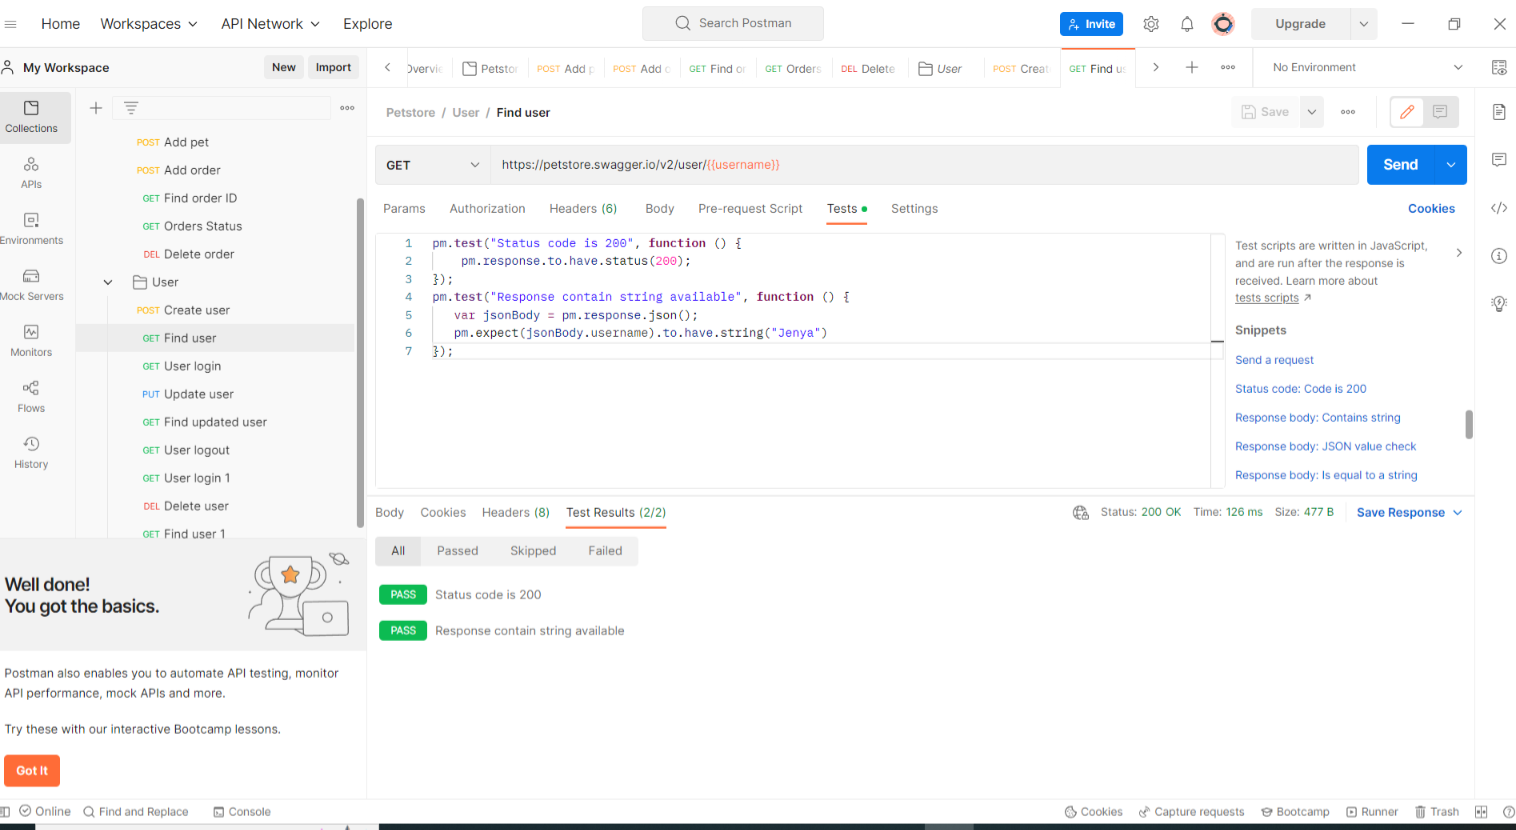 Home Workspaces API Network Explore Search Postman Invite Upgrade
My Workspace New Import
Overvie Petstor POST Add p POST Add o GET Find or GET Orders DEL Delete User POST Creat GET Find us No Environment
Collections
APIs
Environments
Mock Servers
Monitors
Flows
History
POST Add pet
POST Add order
GET Find order ID
GET Orders Status
DEL Delete order
User
POST Create user
GET Find user
GET User login
PUT Update user
GET Find updated user
GET User logout
GET User login 1
DEL Delete user
GET Find user 1
Well done!
You got the basics.
Postman also enables you to automate API testing, monitor
API performance, mock APIs and more.
Try these with our interactive Bootcamp lessons.
Got It
Petstore / User / Find user Save
GET https://petstore.swagger.io/v2/user/{{username}} Send
Params Authorization Headers (6) Body Pre-request Script Tests Settings Cookies
1 pm.test("Status code is 200", function () {
2 pm.response.to.have.status(200);
3 });
4 pm.test("Response contain string available", function () {
5 var jsonBody = pm.response.json();
6 pm.expect(jsonBody.username).to.have.string("Jenya")
7 });
Test scripts are written in JavaScript,
and are run after the response is
received. Learn more about
tests scripts
Snippets
Send a request
Status code: Code is 200
Response body: Contains string
Response body: JSON value check
Response body: Is equal to a string
Body Cookies Headers (8) Test Results (2/2) Status: 200 OK Time: 126 ms Size: 477 B Save Response
All Passed Skipped Failed
PASS Status code is 200
PASS Response contain string available
Online Find and Replace Console Cookies Capture requests Bootcamp Runner Trash